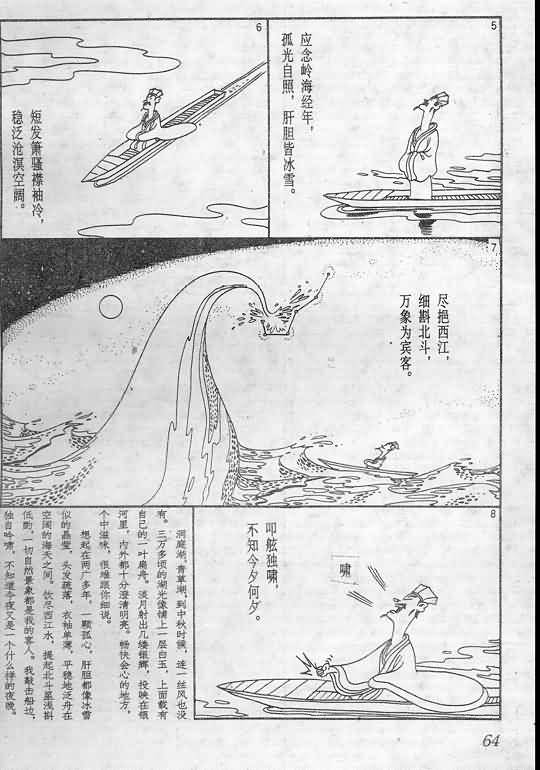 5
应念岭海经年,
孤光自照,肝胆皆冰雪。
6
短发箫骚襟袖冷,
稳泛沧溟空阔。
7
尽挹西江,
细斟北斗,
万象为宾客。
8
叩舷独啸,
不知今夕何夕。
啸
洞庭湖、青草湖,到中秋时候,连一丝风也没
有。三万多顷的湖光像铺上一层白玉,上面载有
自己的一叶扁舟。淡月射出几缕银辉,投映在银
河里,内外都十分澄清明亮。畅快会心的地方,
个中滋味,很难跟你细说。
想起在两广多年,一颗孤心,肝胆都像冰雪
似的晶莹,头发疏落,衣袖单薄,平稳地泛舟在
空阔的海天之间。饮尽西江水,提起北斗星浅斟
低酌,一切自然景象都是我的客人。我敲击船边,
独自吟啸,不知道今夜又是一个什么样的夜晚。
64